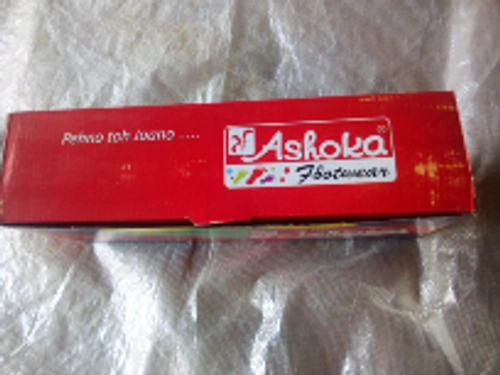 Pehno toh Jaano ....
Ashoka®
Footwear